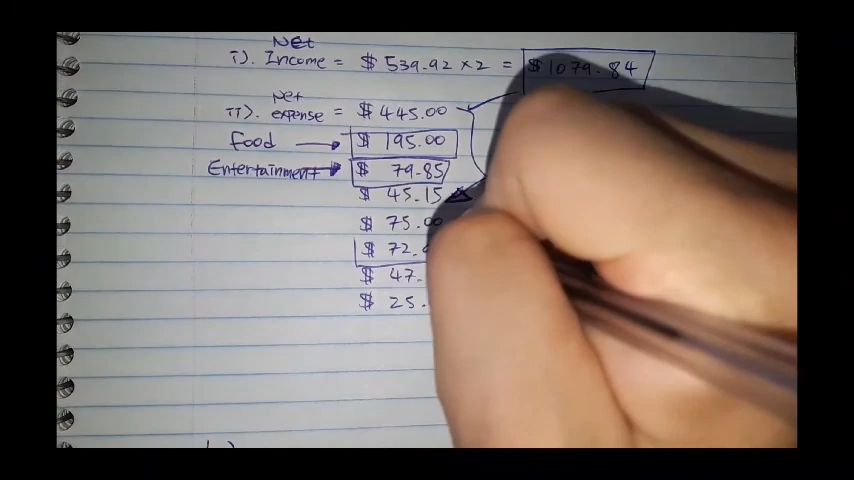 Net
i). Income = $ 539.92 x 2 = $ 1079.84
Net
ii). expense = $ 445.00
Food → $ 195.00
Entertainment → $ 79.85
$ 45.15
$ 75.00
$ 72.
$ 47.
$ 25.